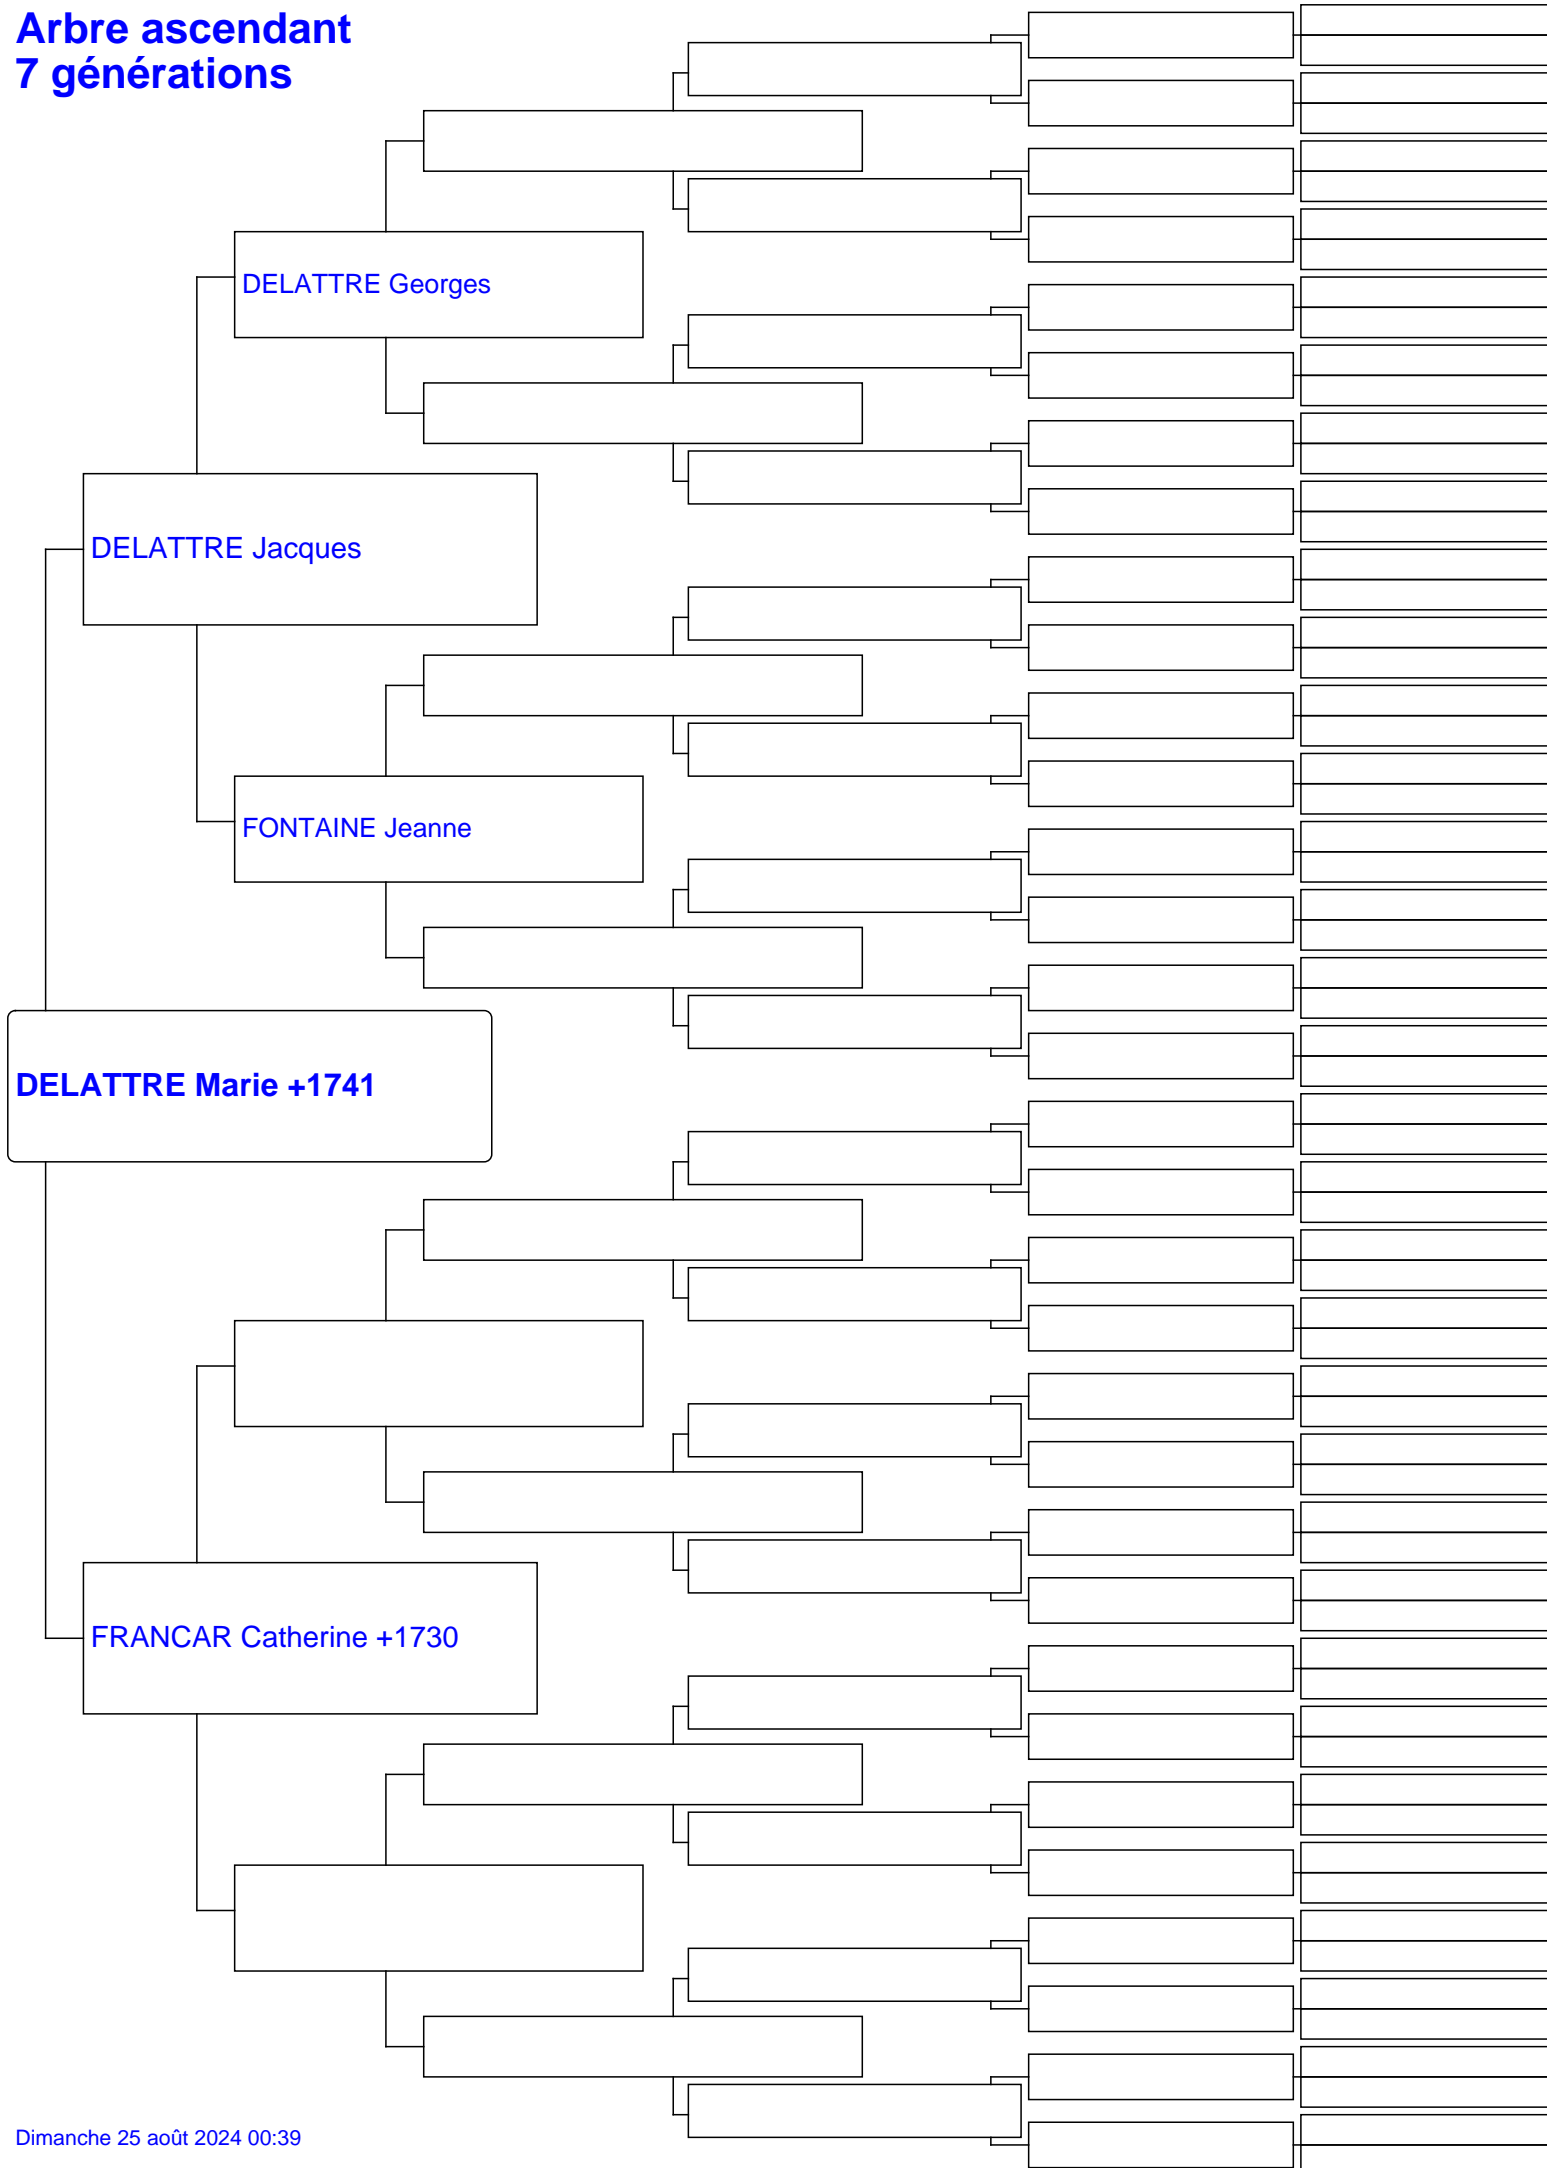 Arbre ascendant
7 générations
DELATTRE Georges
DELATTRE Jacques
FONTAINE Jeanne
DELATTRE Marie +1741
FRANCAR Catherine +1730
Dimanche 25 août 2024 00:39